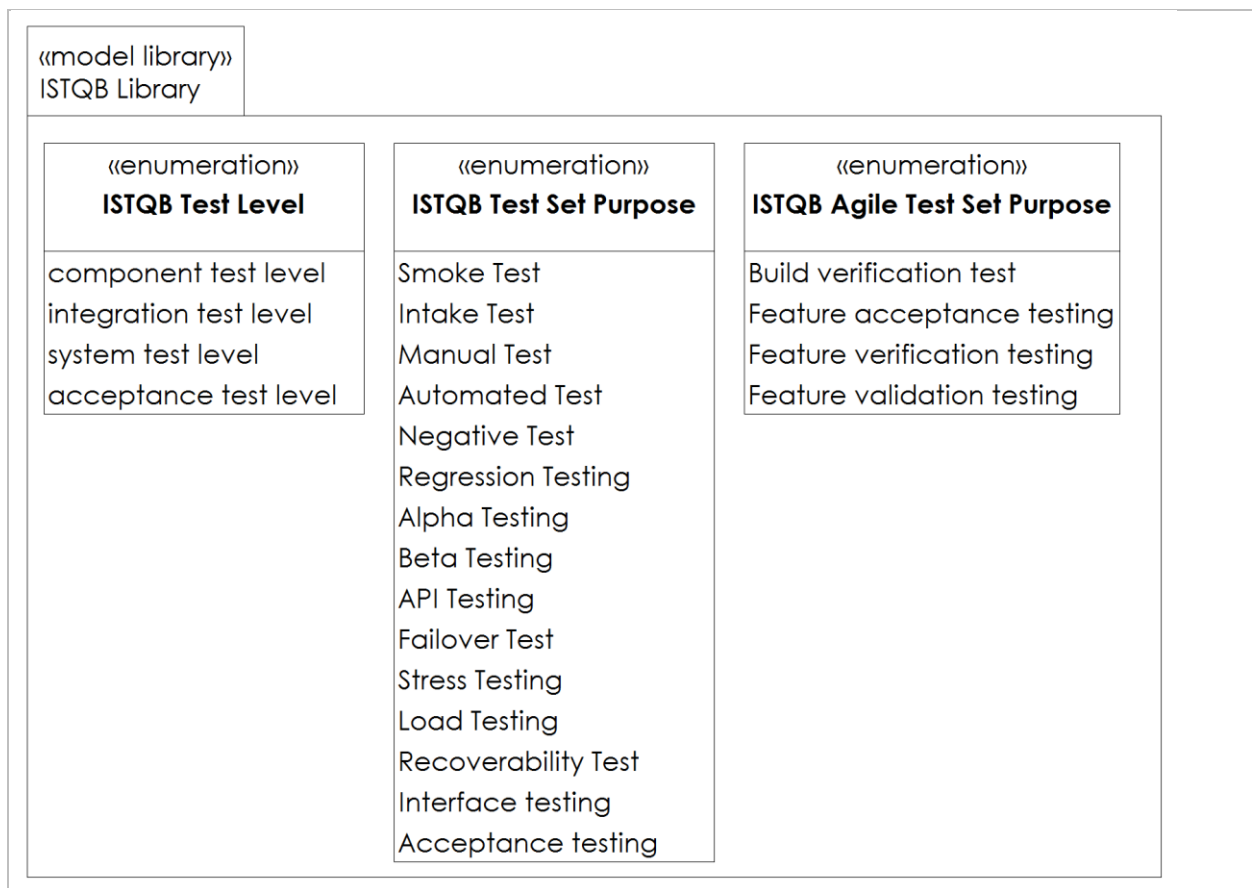 «model library»
ISTQB Library
«enumeration»
ISTQB Test Level
component test level
integration test level
system test level
acceptance test level
«enumeration»
ISTQB Test Set Purpose
Smoke Test
Intake Test
Manual Test
Automated Test
Negative Test
Regression Testing
Alpha Testing
Beta Testing
API Testing
Failover Test
Stress Testing
Load Testing
Recoverability Test
Interface testing
Acceptance testing
«enumeration»
ISTQB Agile Test Set Purpose
Build verification test
Feature acceptance testing
Feature verification testing
Feature validation testing